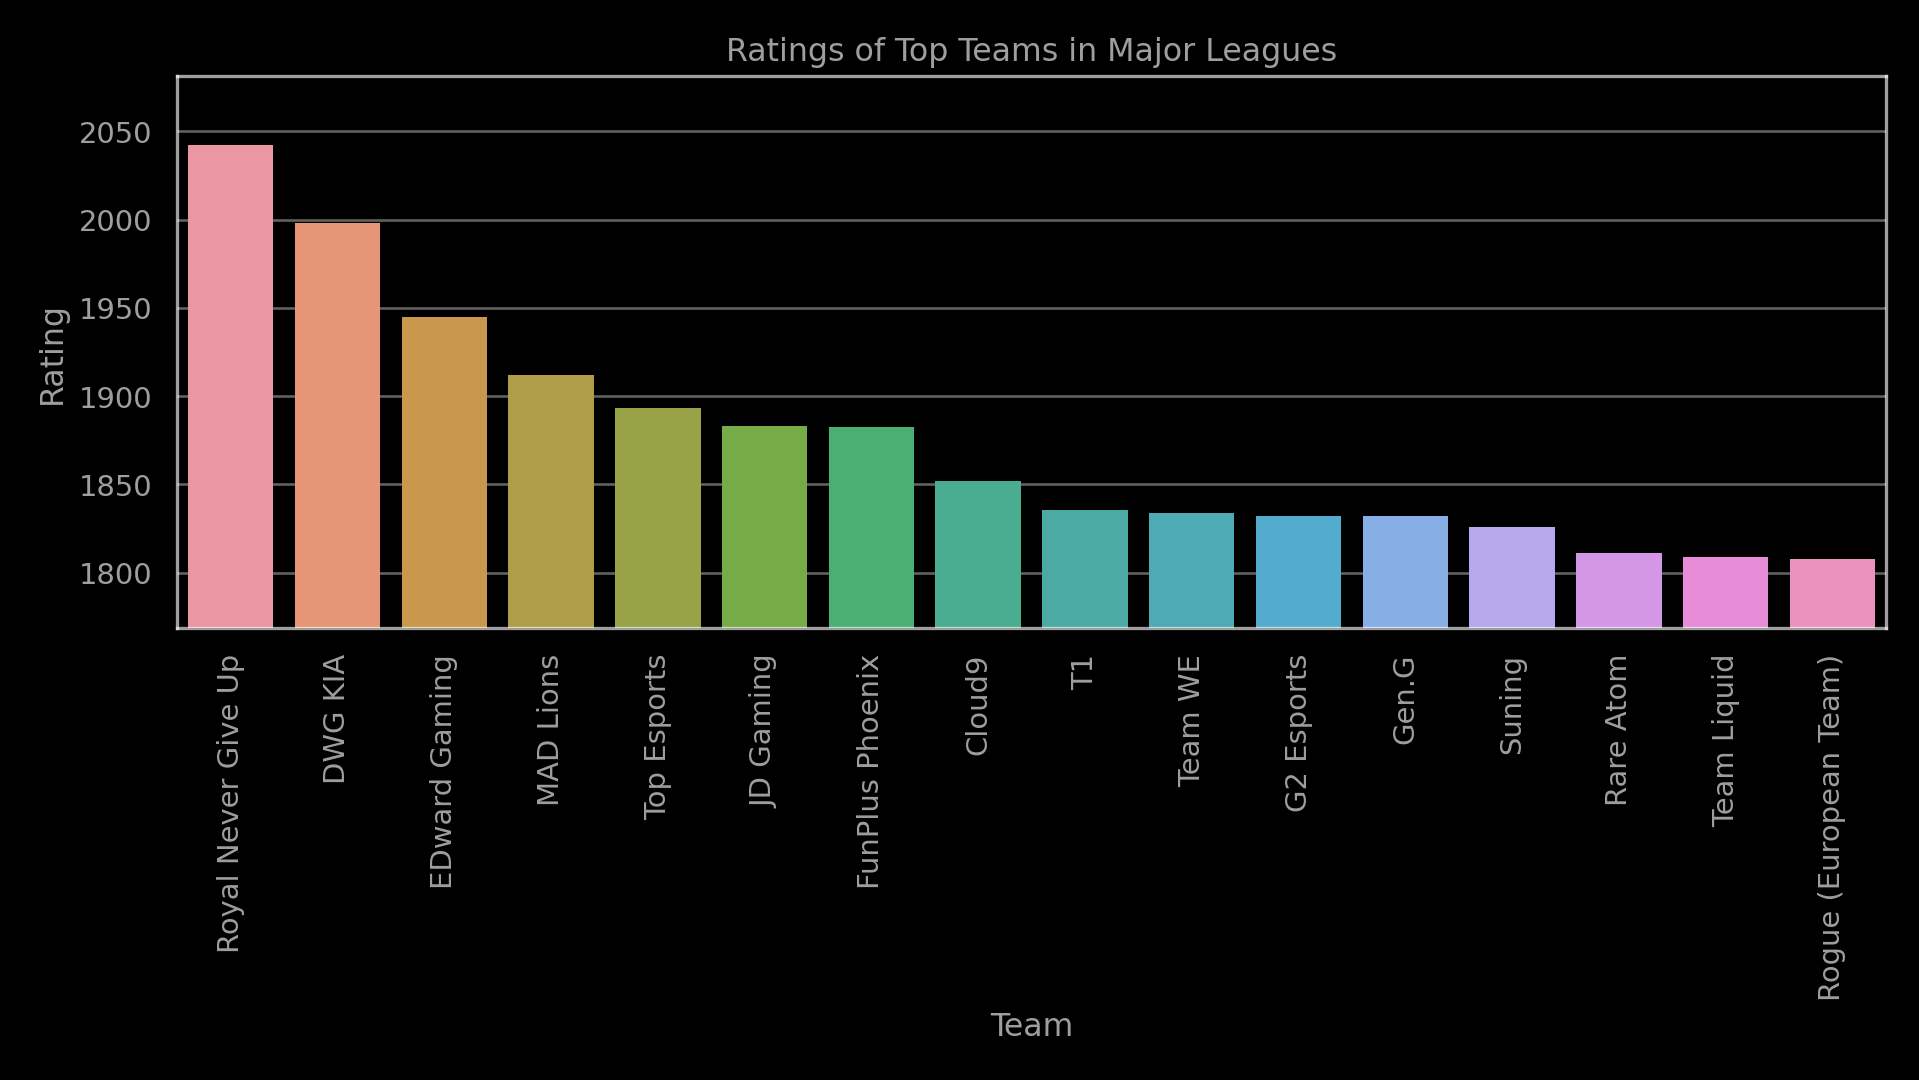 Ratings of Top Teams in Major Leagues
Rating
2050
2000
1950
1900
1850
1800
Royal Never Give Up
DWG KIA
EDward Gaming
MAD Lions
Top Esports
JD Gaming
FunPlus Phoenix
Cloud9
T1
Team WE
G2 Esports
Gen.G
Suning
Rare Atom
Team Liquid
Rogue (European Team)
Team